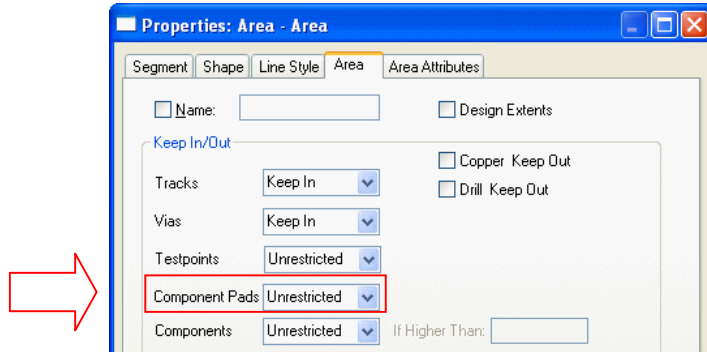 Properties: Area - Area
Segment Shape Line Style Area Area Attributes
Name: Design Extents
Keep In/Out
Copper Keep Out
Tracks Keep In Drill Keep Out
Vias Keep In
Testpoints Unrestricted
Component Pads Unrestricted
Components Unrestricted If Higher Than: